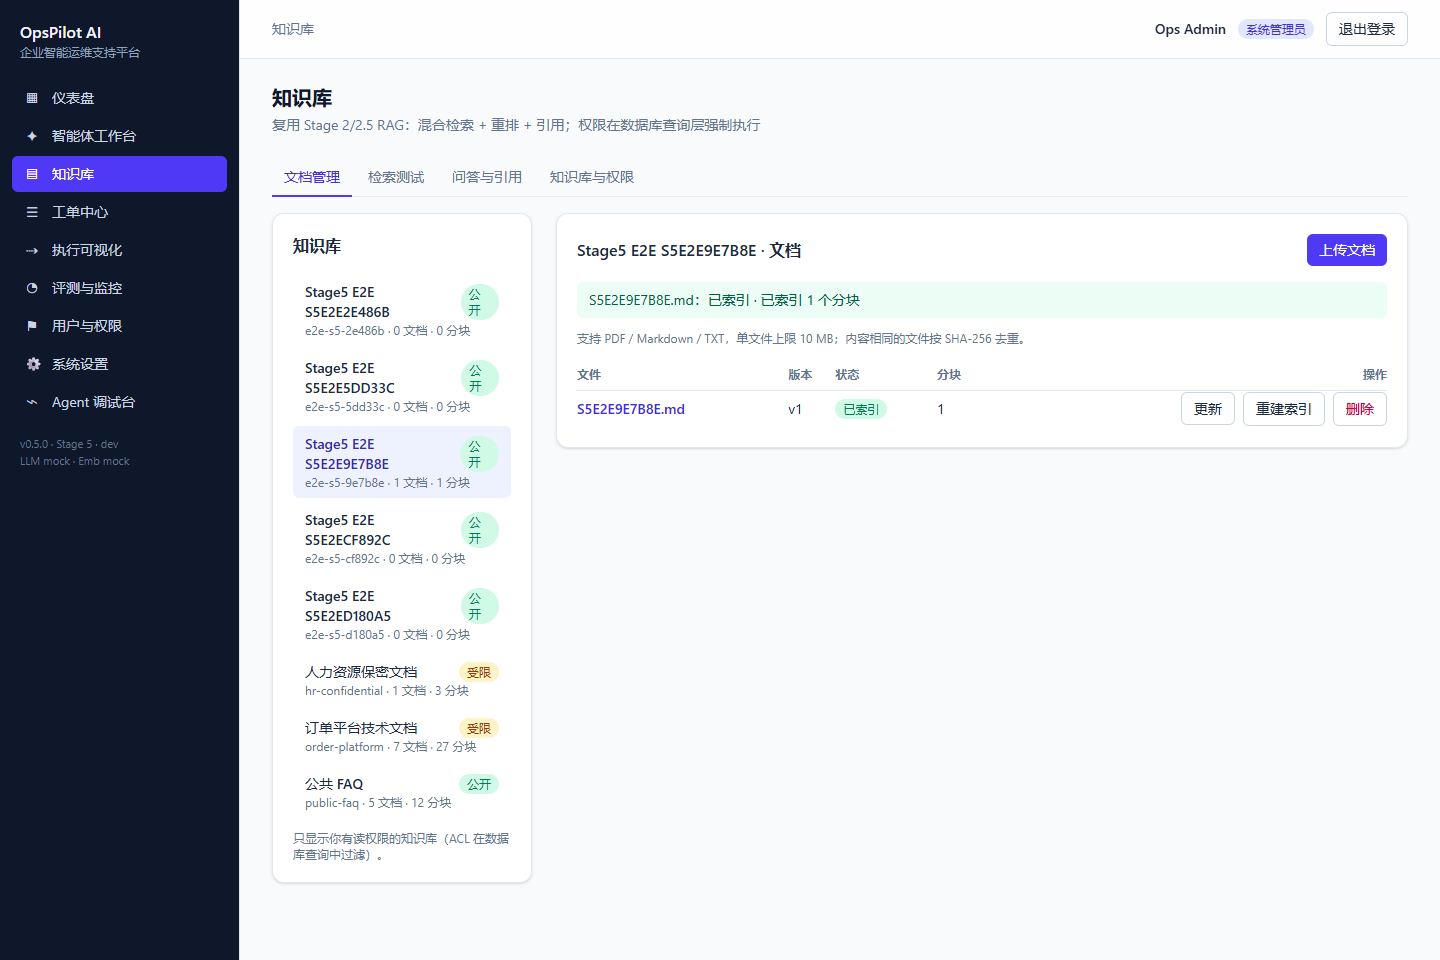 OpsPilot AI
企业智能运维支持平台
仪表盘
智能体工作台
知识库
工单中心
执行可视化
评测与监控
用户与权限
系统设置
Agent 调试台
v0.5.0 · Stage 5 · dev
LLM mock · Emb mock
知识库
Ops Admin
系统管理员
退出登录
知识库
复用 Stage 2/2.5 RAG：混合检索 + 重排 + 引用；权限在数据库查询层强制执行
文档管理
检索测试
问答与引用
知识库与权限
知识库
Stage5 E2E
S5E2E2E486B
公
开
e2e-s5-2e486b · 0 文档 · 0 分块
Stage5 E2E
S5E2E5DD33C
公
开
e2e-s5-5dd33c · 0 文档 · 0 分块
Stage5 E2E
S5E2E9E7B8E
公
开
e2e-s5-9e7b8e · 1 文档 · 1 分块
Stage5 E2E
S5E2ECF892C
公
开
e2e-s5-cf892c · 0 文档 · 0 分块
Stage5 E2E
S5E2ED180A5
公
开
e2e-s5-d180a5 · 0 文档 · 0 分块
人力资源保密文档
受限
hr-confidential · 1 文档 · 3 分块
订单平台技术文档
受限
order-platform · 7 文档 · 27 分块
公共 FAQ
公开
public-faq · 5 文档 · 12 分块
只显示你有读权限的知识库（ACL 在数据
库查询中过滤）。
Stage5 E2E S5E2E9E7B8E · 文档
上传文档
S5E2E9E7B8E.md：已索引 · 已索引 1 个分块
支持 PDF / Markdown / TXT，单文件上限 10 MB；内容相同的文件按 SHA-256 去重。
文件 版本 状态 分块 操作
S5E2E9E7B8E.md v1 已索引 1 更新 重建索引 删除